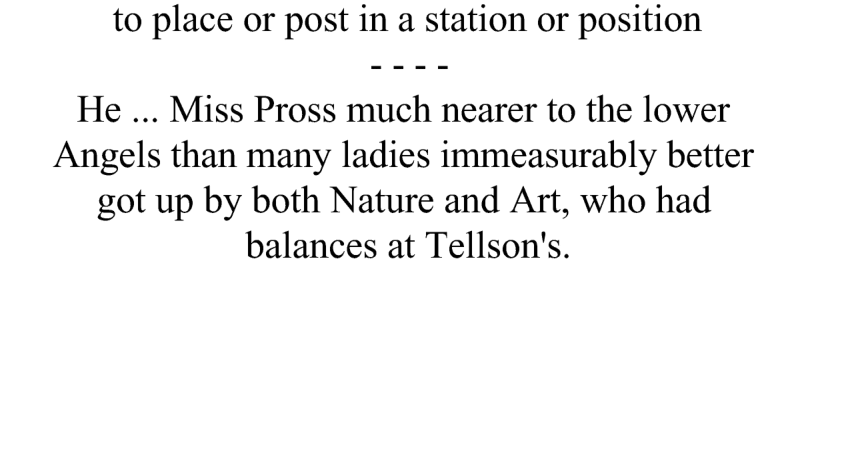 to place or post in a station or position
- - - -
He ... Miss Pross much nearer to the lower
Angels than many ladies immeasurably better
got up by both Nature and Art, who had
balances at Tellson's.